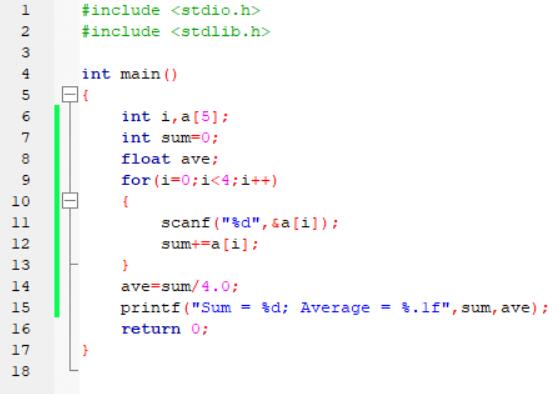 1 #include <stdio.h>
2 #include <stdlib.h>
3
4 int main()
5 {
6 int i,a[5];
7 int sum=0;
8 float ave;
9 for(i=0;i<4;i++)
10 {
11 scanf("%d",&a[i]);
12 sum+=a[i];
13 }
14 ave=sum/4.0;
15 printf("Sum = %d; Average = %.1f",sum,ave);
16 return 0;
17 }
18